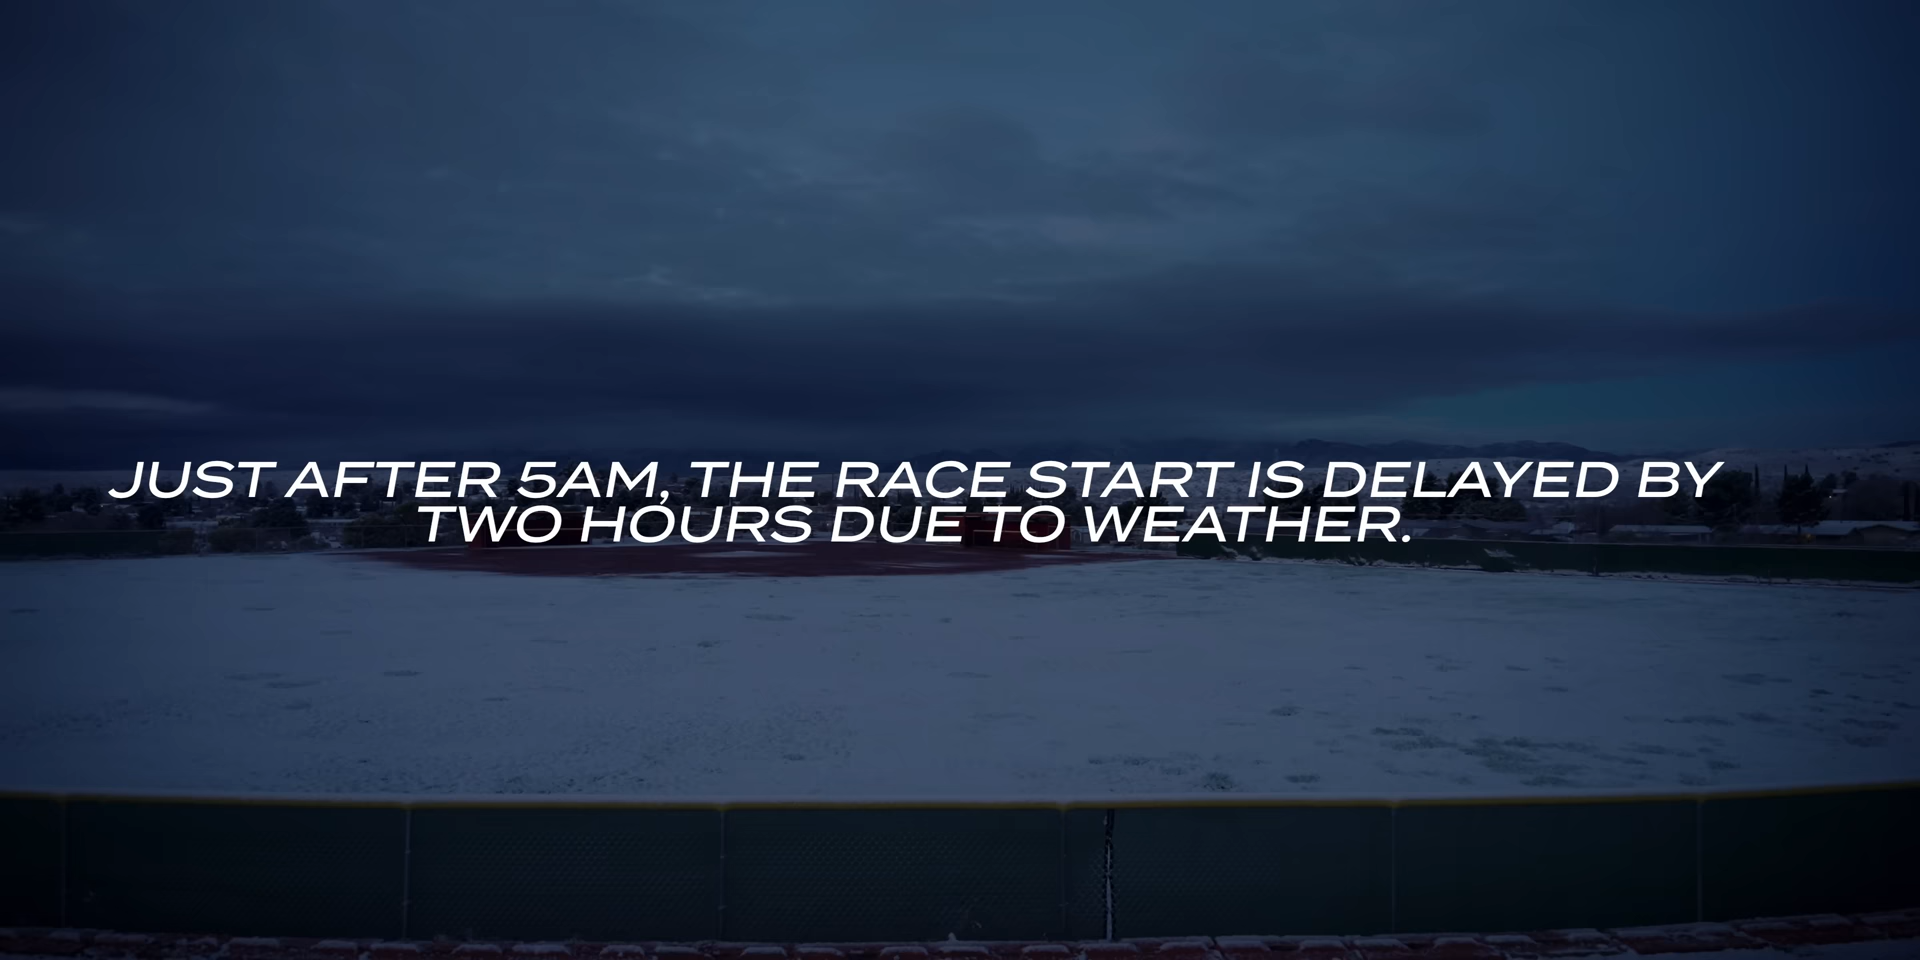 JUST AFTER 5AM, THE RACE START IS DELAYED BY
TWO HOURS DUE TO WEATHER.